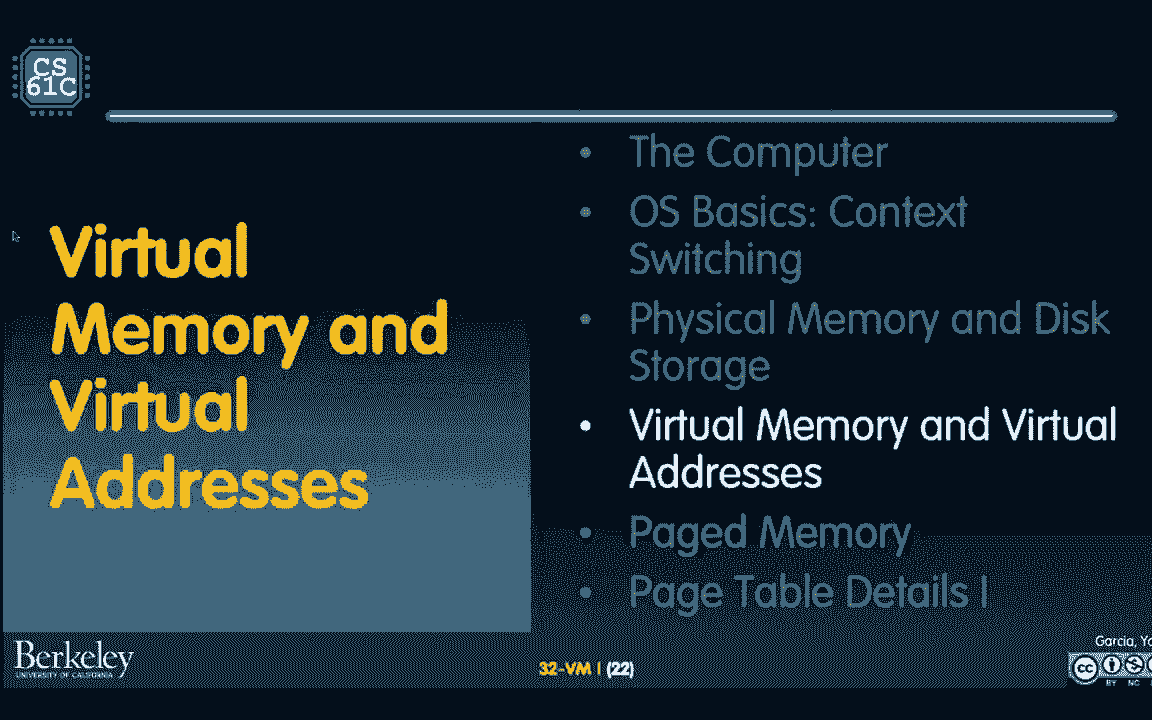 CS
61C
Virtual
Memory and
Virtual
Addresses
• The Computer
• OS Basics: Context
Switching
• Physical Memory and Disk
Storage
• Virtual Memory and Virtual
Addresses
• Paged Memory
• Page Table Details I
Berkeley
UNIVERSITY OF CALIFORNIA
32-VM I (22)
Garcia,
cc
BY NC